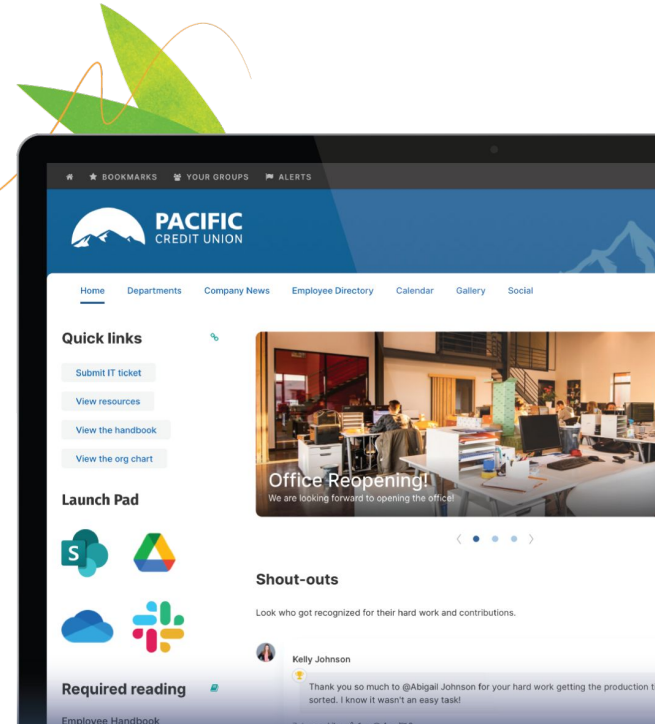 BOOKMARKS YOUR GROUPS ALERTS
PACIFIC
CREDIT UNION
Home Departments Company News Employee Directory Calendar Gallery Social
Quick links
Submit IT ticket
View resources
View the handbook
View the org chart
Launch Pad
S
Required reading
Employee Handbook
Office Reopening!
We are looking forward to opening the office!
Shout-outs
Look who got recognized for their hard work and contributions.
Kelly Johnson
Thank you so much to @Abigail Johnson for your hard work getting the production
sorted. I know it wasn't an easy task!